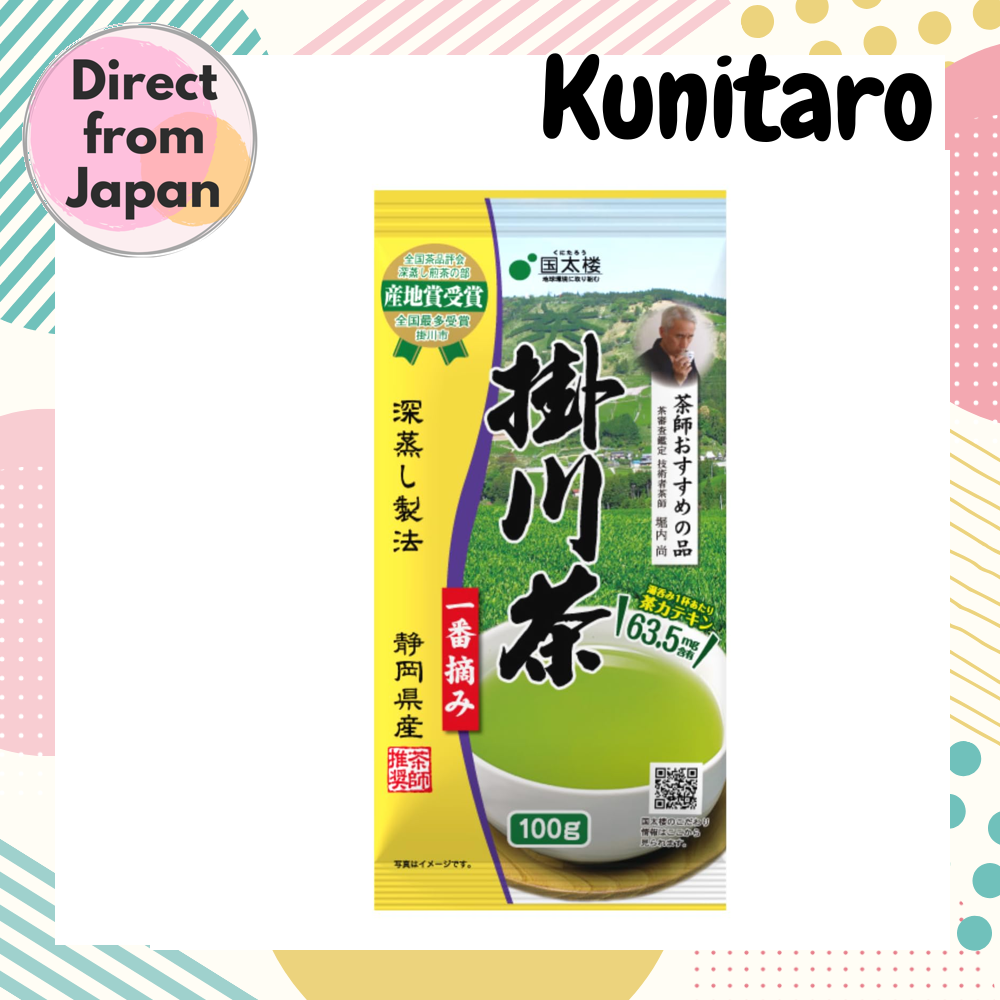 Direct
from
Japan
Kunitaro
全国茶品評会
深蒸し煎茶の部
産地賞受賞
全国最多受賞
掛川市
くにたろう
国太楼
地球環境に取り組む
掛川茶
茶師おすすめの品
茶審査鑑定 技術者茶師 堀内 尚
深蒸し製法
一番摘み
静岡県産
茶師
推奨
湯呑み1杯あたり
茶カテキン
63.5mg
含有
100g
国太楼のこだわり
情報はここから
見られます。
写真はイメージです。